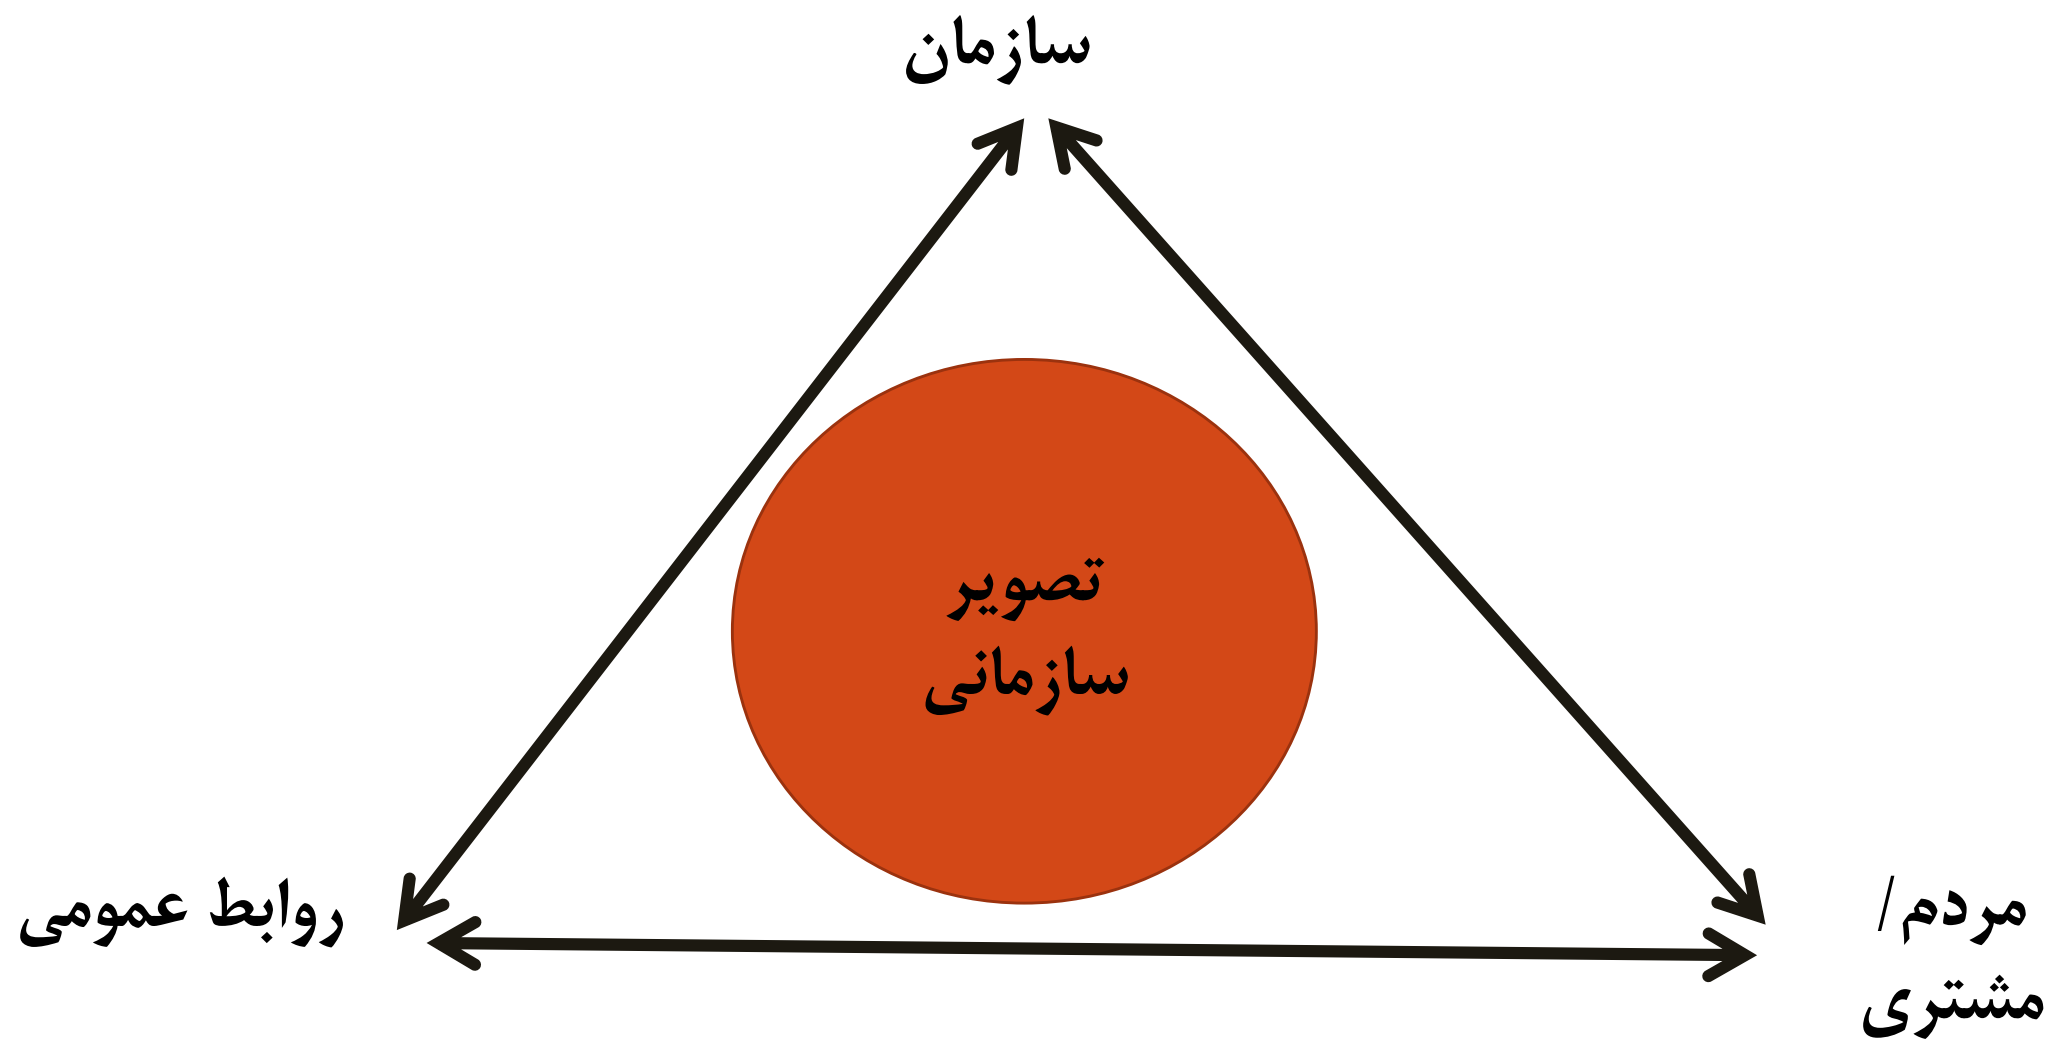 سازمان
تصویر
سازمانی
روابط عمومی
مردم/
مشتری